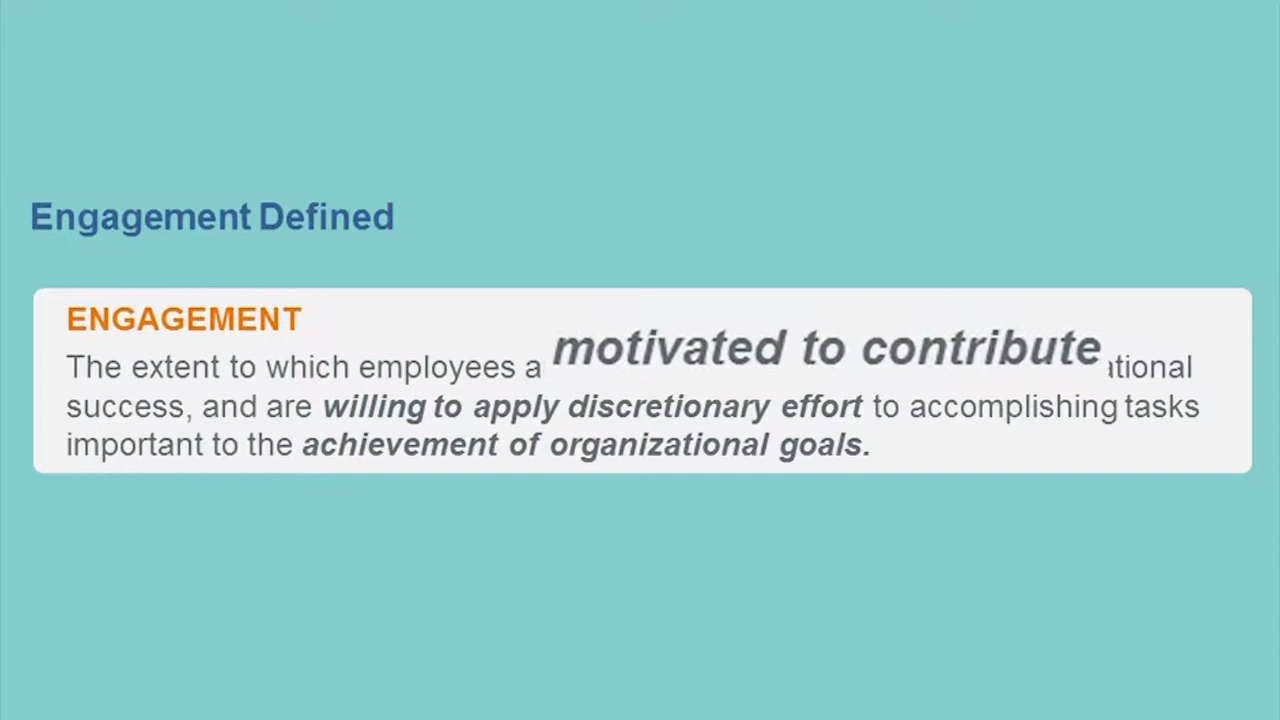 Engagement Defined
ENGAGEMENT
The extent to which employees a motivated to contribute ational
success, and are willing to apply discretionary effort to accomplishing tasks
important to the achievement of organizational goals.